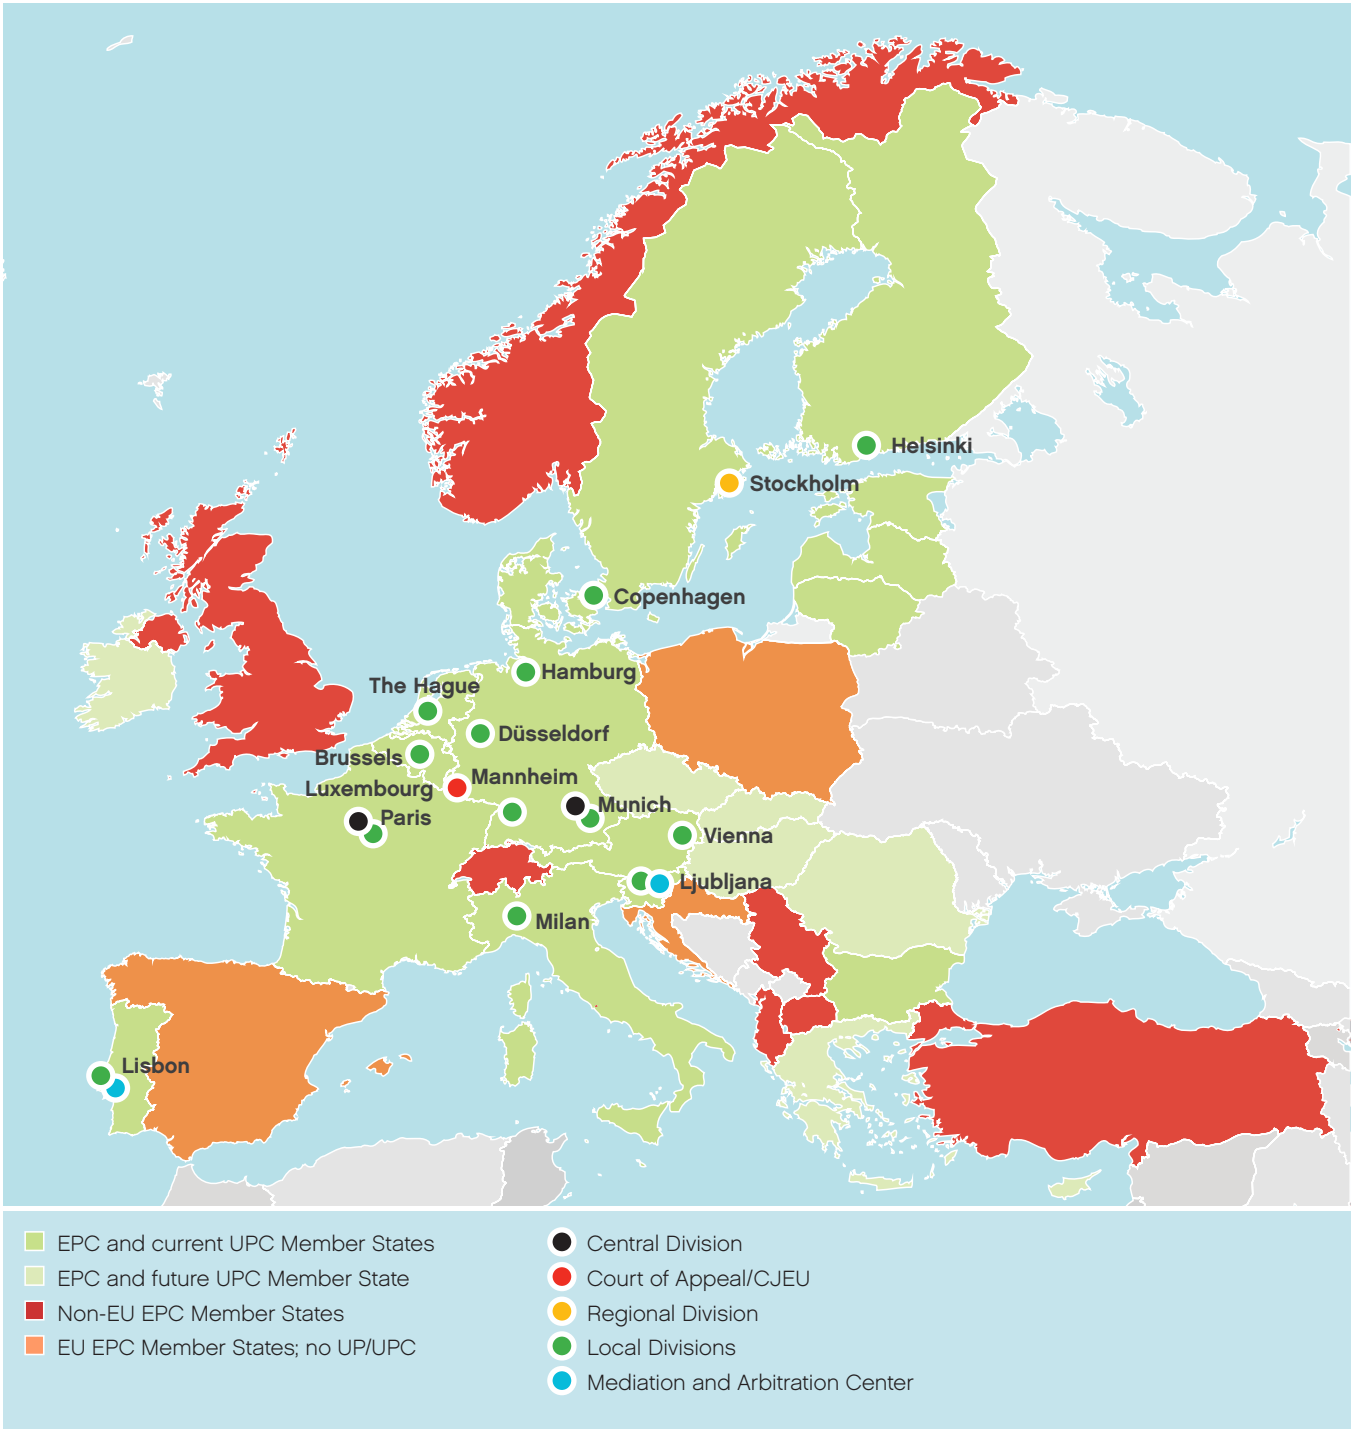 Helsinki
Stockholm
Copenhagen
Hamburg
The Hague
Düsseldorf
Brussels
Mannheim
Luxembourg
Munich
Paris
Vienna
Ljubljana
Milan
Lisbon
EPC and current UPC Member States
EPC and future UPC Member State
Non-EU EPC Member States
EU EPC Member States; no UP/UPC
Central Division
Court of Appeal/CJEU
Regional Division
Local Divisions
Mediation and Arbitration Center